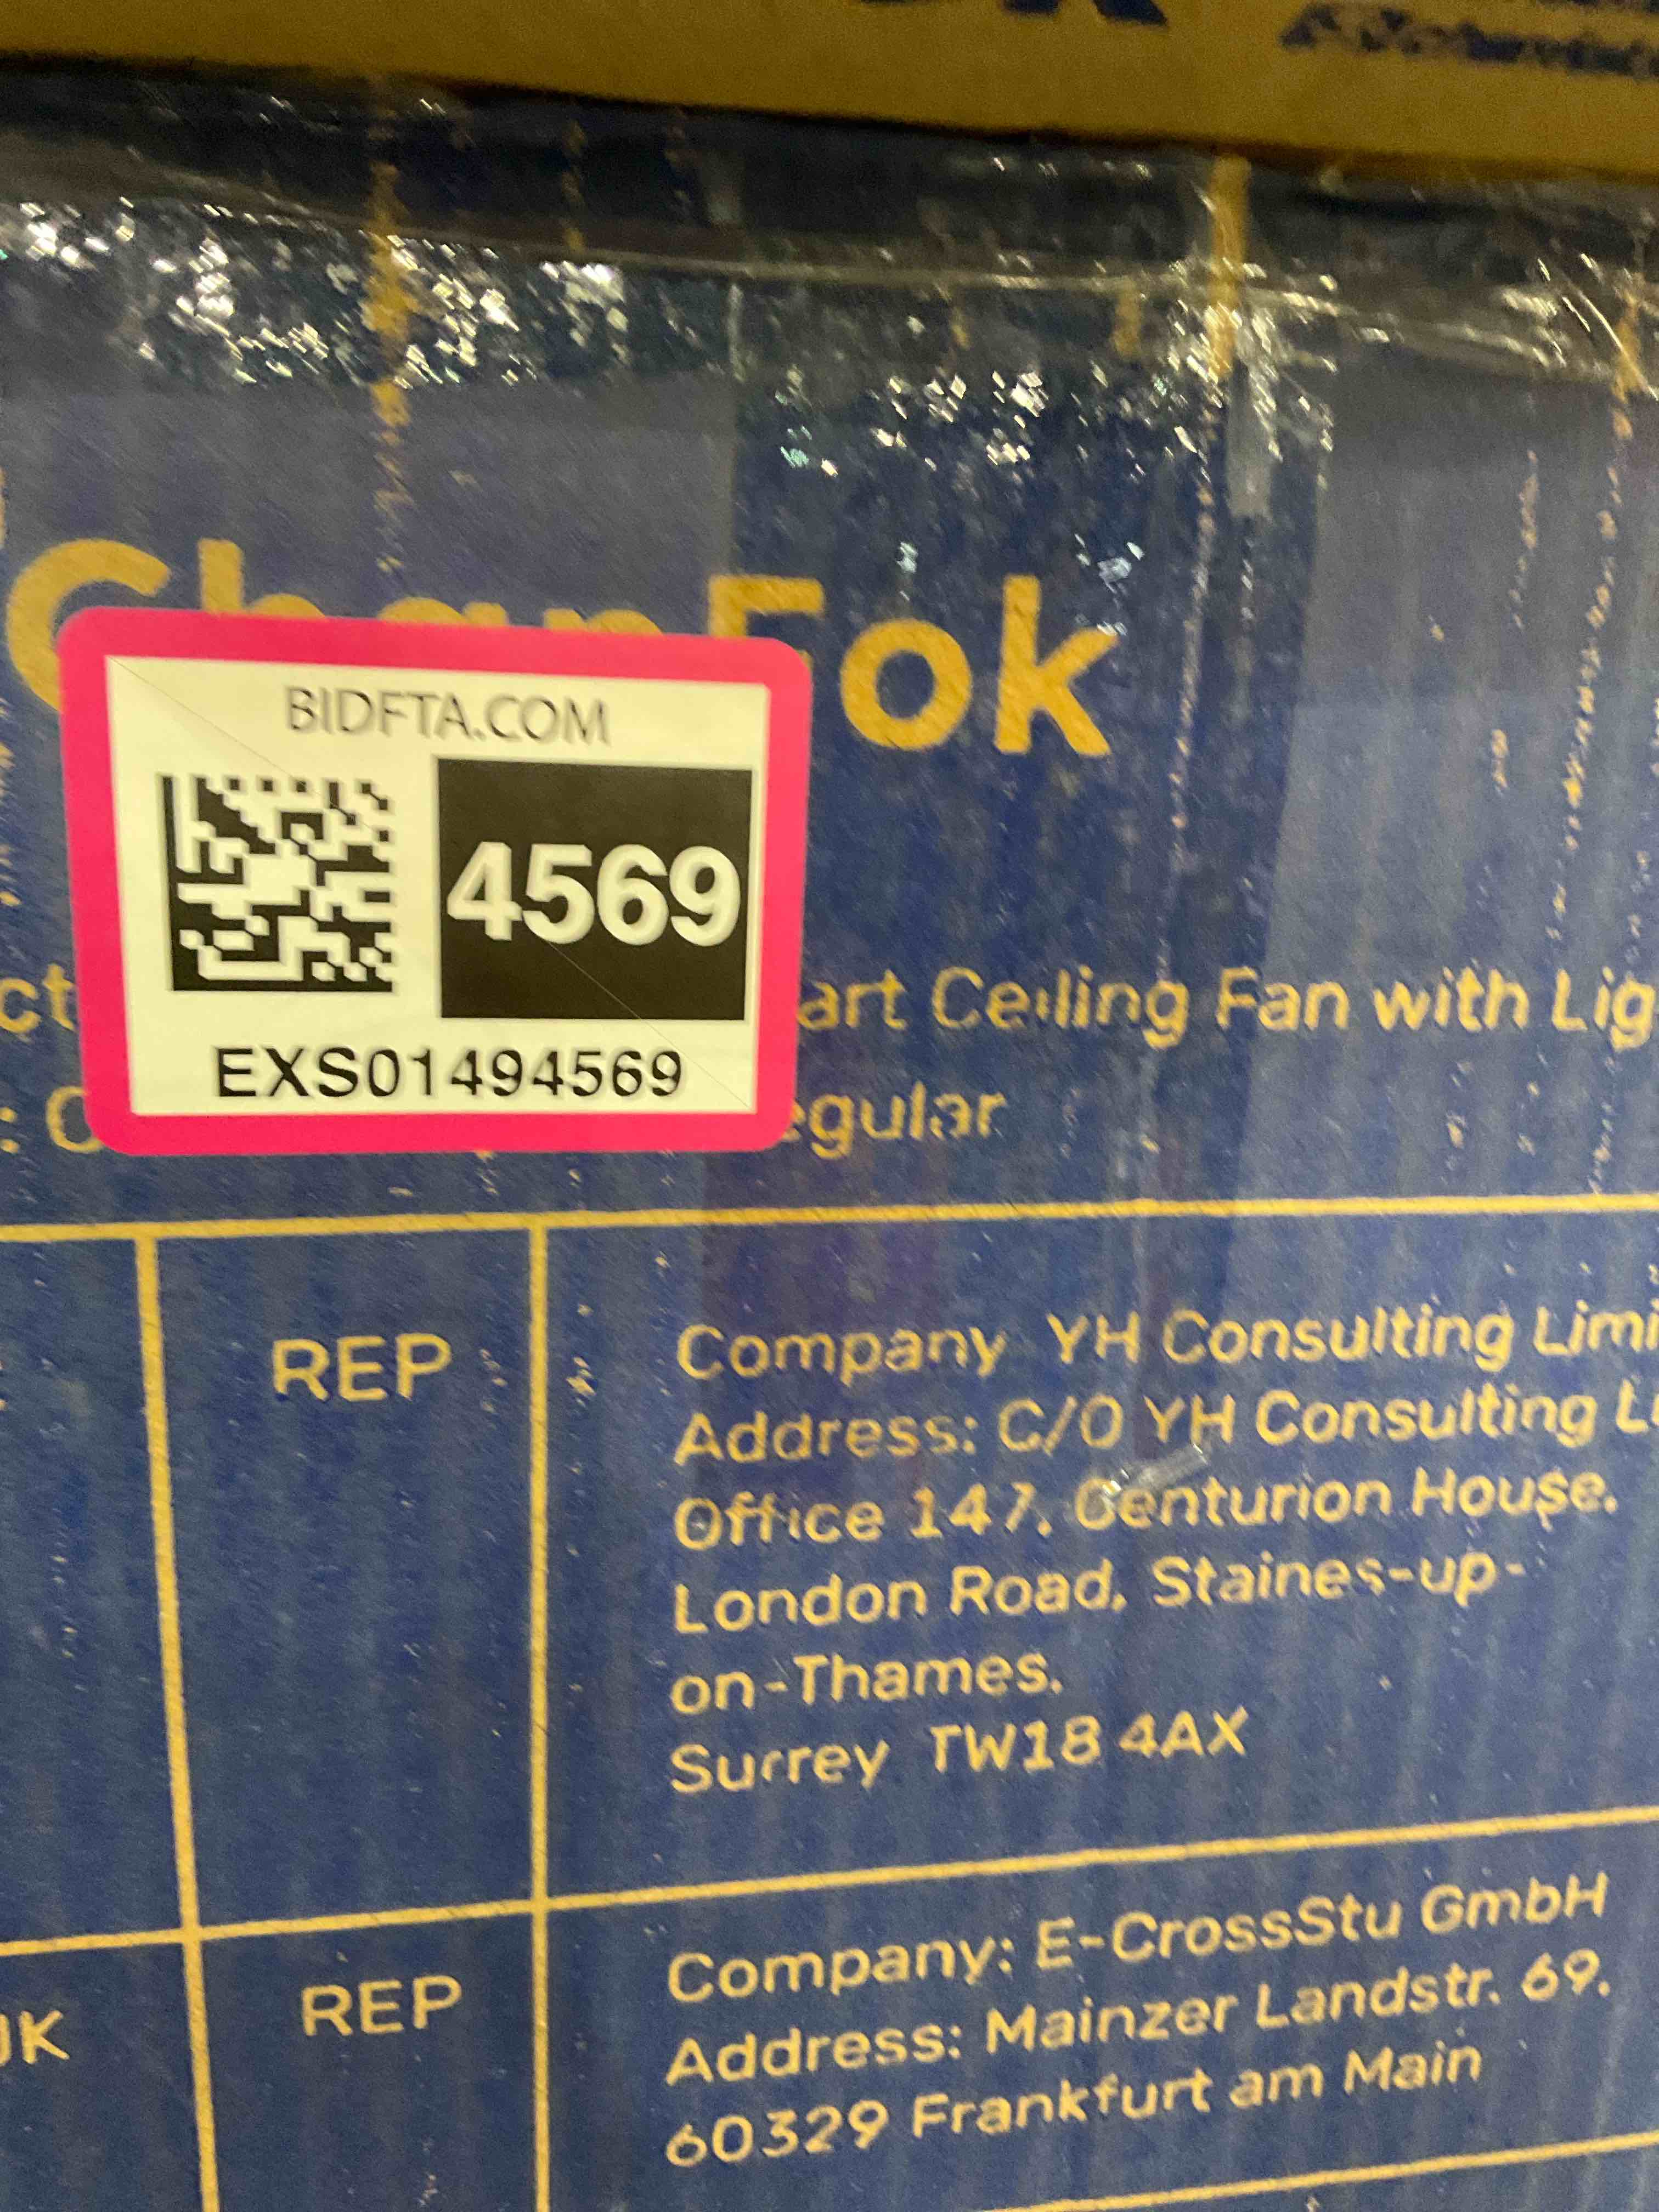 ChanFok
BIDFTA.COM
4569
EXS01494569
art Ceiling Fan with Lig
egular
REP
Company YH Consulting Limi
Address: C/O YH Consulting L
Office 147, Centurion House,
London Road, Staines-up-
on-Thames,
Surrey TW18 4AX
REP
Company: E-CrossStu GmbH
Address: Mainzer Landstr. 69,
60329 Frankfurt am Main